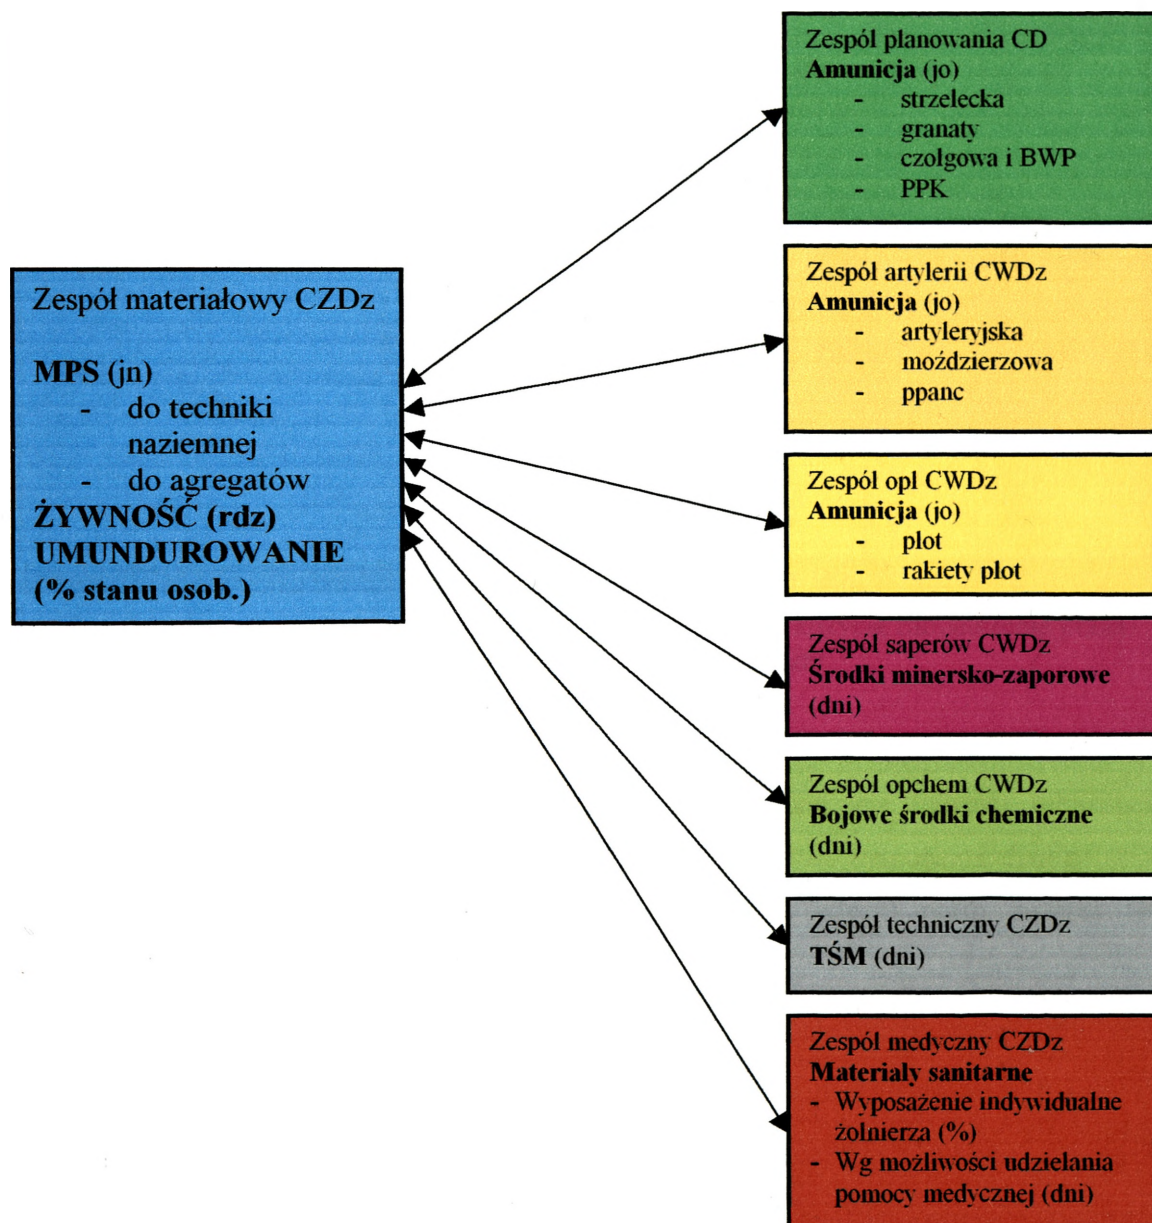 Zespół materiałowy CZDz
MPS (jn)
- do techniki
naziemnej
- do agregatów
ŻYWNOŚĆ (rdz)
UMUNDUROWANIE
(% stanu osob.)
Zespół planowania CD
Amunicja (jo)
- strzelecka
- granaty
- czołgowa i BWP
- PPK
Zespół artylerii CWDz
Amunicja (jo)
- artyleryjska
- moździerzowa
- ppanc
Zespół opl CWDz
Amunicja (jo)
- plot
- rakiety plot
Zespół saperów CWDz
Środki minersko-zaporowe
(dni)
Zespół opchem CWDz
Bojowe środki chemiczne
(dni)
Zespół techniczny CZDz
TŚM (dni)
Zespół medyczny CZDz
Materiały sanitarne
- Wyposażenie indywidualne
żołnierza (%)
- Wg możliwości udzielania
pomocy medycznej (dni)